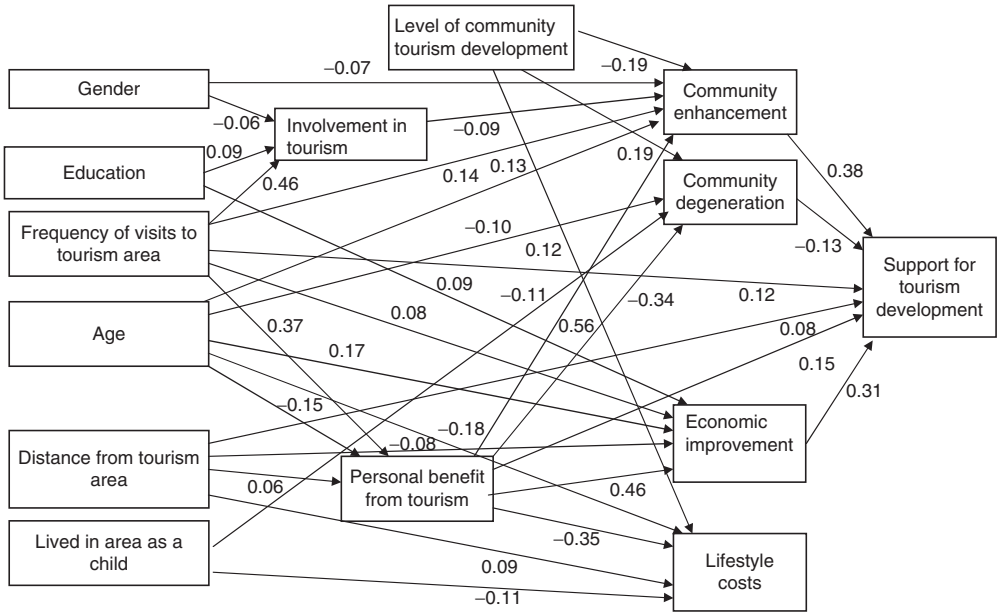 Level of community
tourism development
Gender
Involvement in
tourism
Education
Frequency of visits to
tourism area
Age
Distance from tourism
area
Lived in area as a
child
Personal benefit
from tourism
Community
enhancement
Community
degeneration
Economic
improvement
Lifestyle
costs
Support for
tourism
development
−0.07
−0.19
−0.06
−0.09
0.09
0.46
0.14
0.13
0.19
0.38
−0.10
−0.13
0.12
0.09
−0.11
−0.34
0.12
0.08
0.37
0.56
0.08
0.17
0.15
0.31
−0.15
−0.18
−0.08
0.06
0.46
−0.35
0.09
−0.11